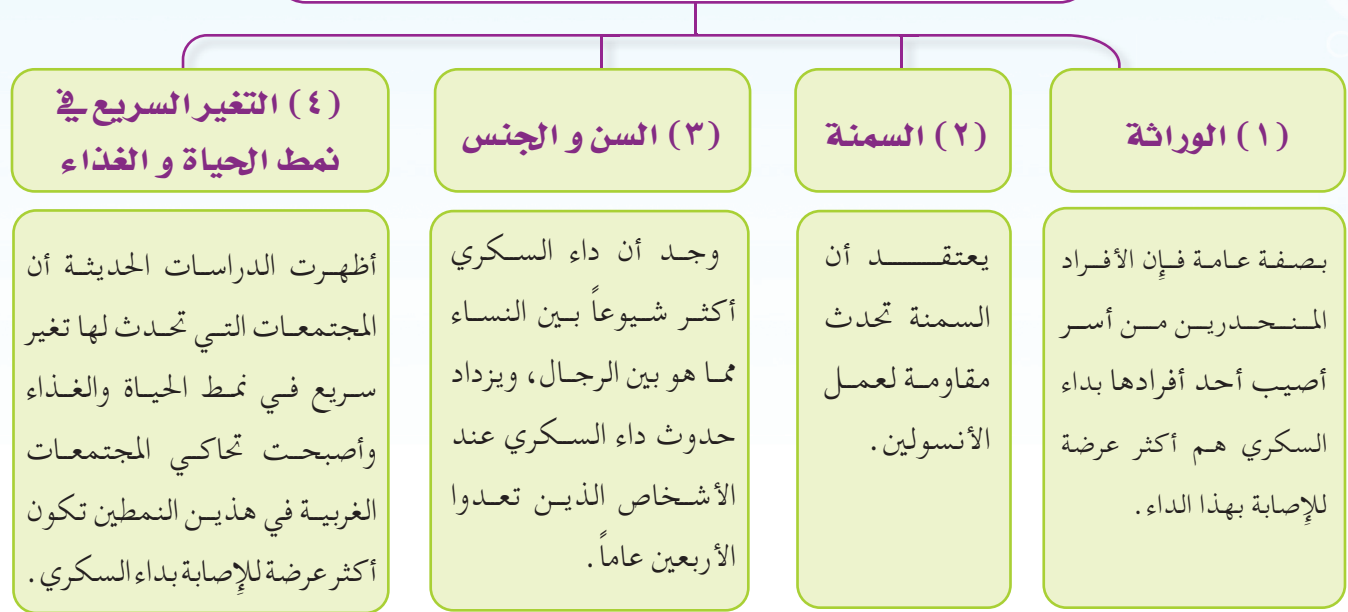 (١) الوراثة
بصفة عامة فإن الأفراد
المنحدرين من أسر
أصيب أحد أفرادها بداء
السكري هم أكثر عرضة
للإصابة بهذا الداء.
(٢) السمنة
يعتقد أن
السمنة تحدث
مقاومة لعمل
الأنسولين.
(٣) السن و الجنس
وجد أن داء السكري
أكثر شيوعاً بين النساء
مما هو بين الرجال، ويزداد
حدوث داء السكري عند
الأشخاص الذين تعدوا
الأربعين عاماً.
(٤) التغير السريع في
نمط الحياة و الغذاء
أظهرت الدراسات الحديثة أن
المجتمعات التي تحدث لها تغير
سريع في نمط الحياة والغذاء
وأصبحت تحاكي المجتمعات
الغربية في هذين النمطين تكون
أكثر عرضة للإصابة بداء السكري.